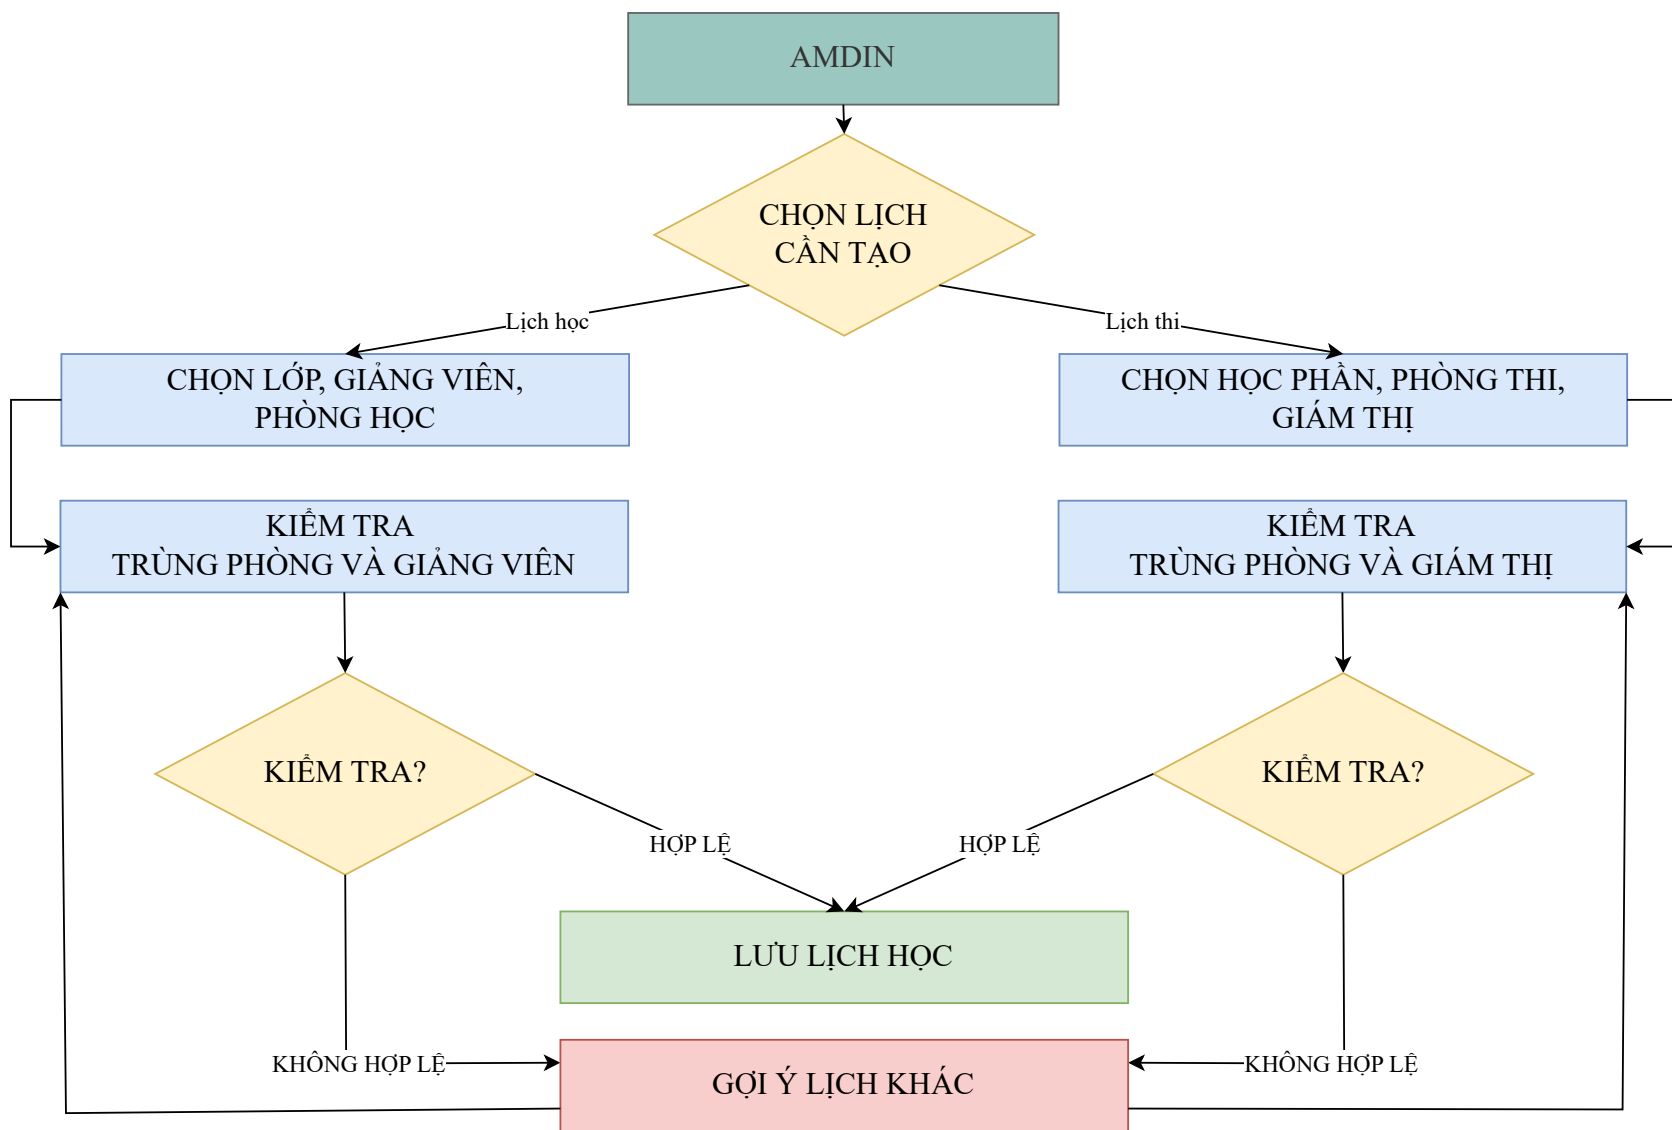 AMDIN
CHỌN LỊCH
CẦN TẠO
Lịch học
Lịch thi
CHỌN LỚP, GIẢNG VIÊN,
PHÒNG HỌC
CHỌN HỌC PHẦN, PHÒNG THI,
GIÁM THỊ
KIỂM TRA
TRÙNG PHÒNG VÀ GIẢNG VIÊN
KIỂM TRA
TRÙNG PHÒNG VÀ GIÁM THỊ
KIỂM TRA?
KIỂM TRA?
HỢP LỆ
HỢP LỆ
LƯU LỊCH HỌC
KHÔNG HỢP LỆ
KHÔNG HỢP LỆ
GỢI Ý LỊCH KHÁC